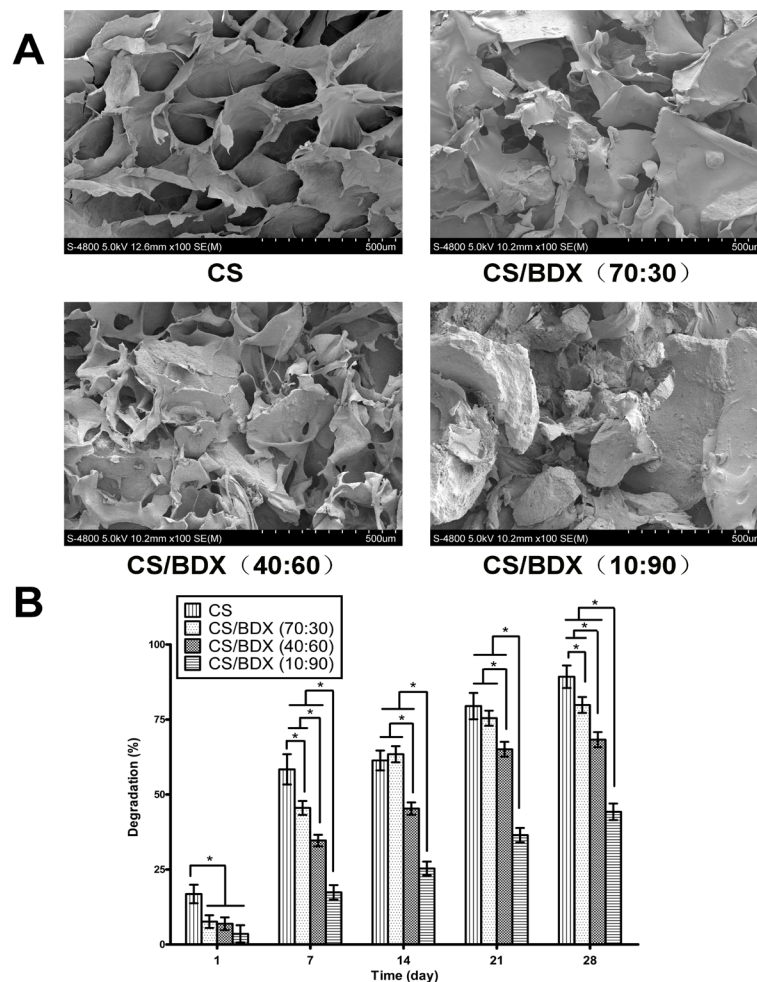 A
S-4800 5.0kV 12.6mm x100 SE(M) 500um
S-4800 5.0kV 10.2mm x100 SE(M) 500um
CS
CS/BDX（70:30）
S-4800 5.0kV 10.2mm x100 SE(M) 500um
S-4800 5.0kV 10.2mm x100 SE(M) 500um
CS/BDX（40:60）
CS/BDX（10:90）
B
CS
CS/BDX (70:30)
CS/BDX (40:60)
CS/BDX (10:90)
Degradation (%)
100
75
50
25
0
* * * * * * * * * * * *
1 7 14 21 28
Time (day)